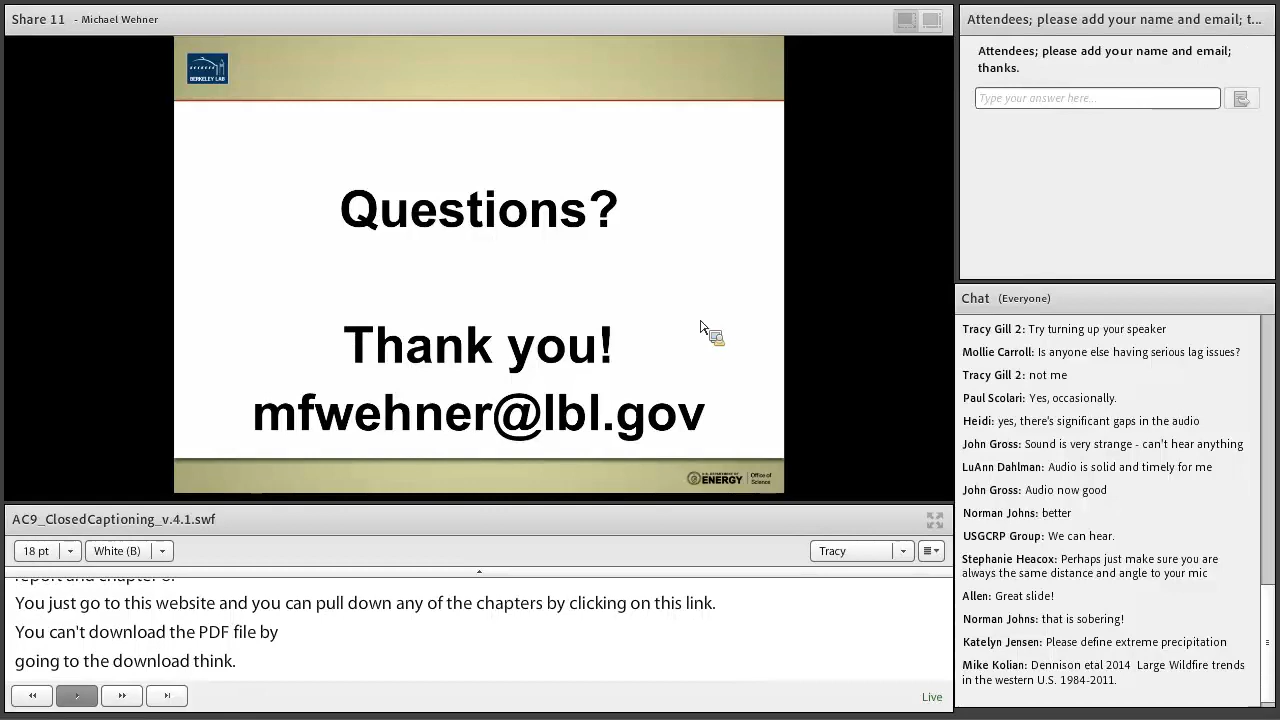 Share 11 - Michael Wehner
BERKELEY LAB
Questions?
Thank you!
mfwehner@lbl.gov
U.S. DEPARTMENT OF
ENERGY
Office of
Science
AC9_ClosedCaptioning_v.4.1.swf
18 pt
White (B)
Tracy
report and chapter 8.
You just go to this website and you can pull down any of the chapters by clicking on this link.
You can't download the PDF file by
going to the download think.
Live
Attendees; please add your name and email; t...
Attendees; please add your name and email;
thanks.
Type your answer here...
Chat (Everyone)
Tracy Gill 2: Try turning up your speaker
Mollie Carroll: Is anyone else having serious lag issues?
Tracy Gill 2: not me
Paul Scolari: Yes, occasionally.
Heidi: yes, there's significant gaps in the audio
John Gross: Sound is very strange - can't hear anything
LuAnn Dahlman: Audio is solid and timely for me
John Gross: Audio now good
Norman Johns: better
USGCRP Group: We can hear.
Stephanie Heacox: Perhaps just make sure you are
always the same distance and angle to your mic
Allen: Great slide!
Norman Johns: that is sobering!
Katelyn Jensen: Please define extreme precipitation
Mike Kolian: Dennison etal 2014  Large Wildfire trends
in the western U.S. 1984-2011.